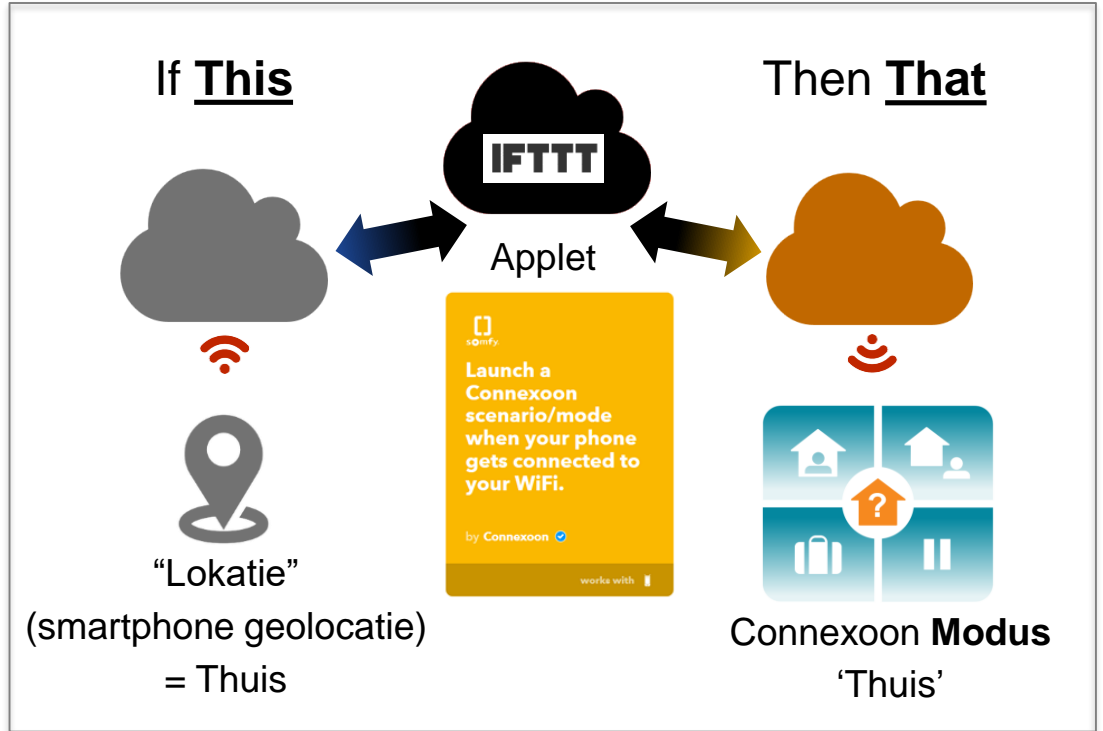 If This
IFTTT
Then That
Applet
somfy.
Launch a
Connexoon
scenario/mode
when your phone
gets connected to
your WiFi.
by Connexoon
works with
“Lokatie”
(smartphone geolocatie)
= Thuis
?
Connexoon Modus
‘Thuis’